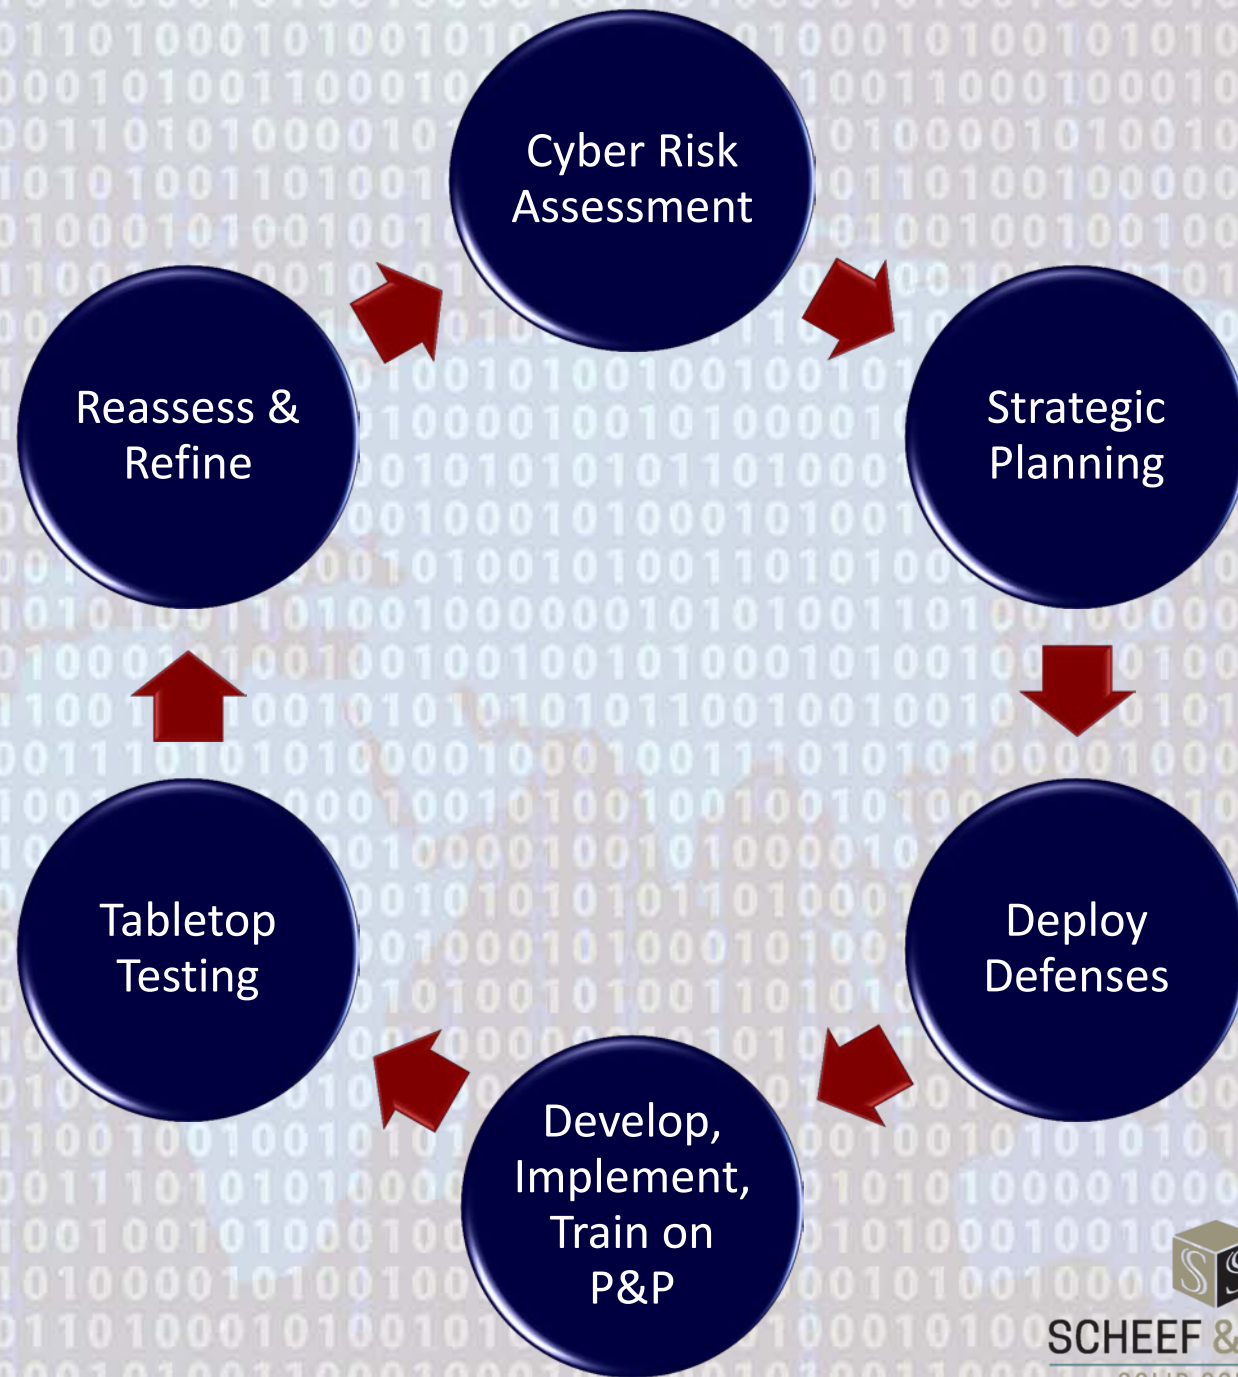 Cyber Risk
Assessment
Strategic
Planning
Deploy
Defenses
Develop,
Implement,
Train on
P&P
Tabletop
Testing
Reassess &
Refine
SCHEEF &